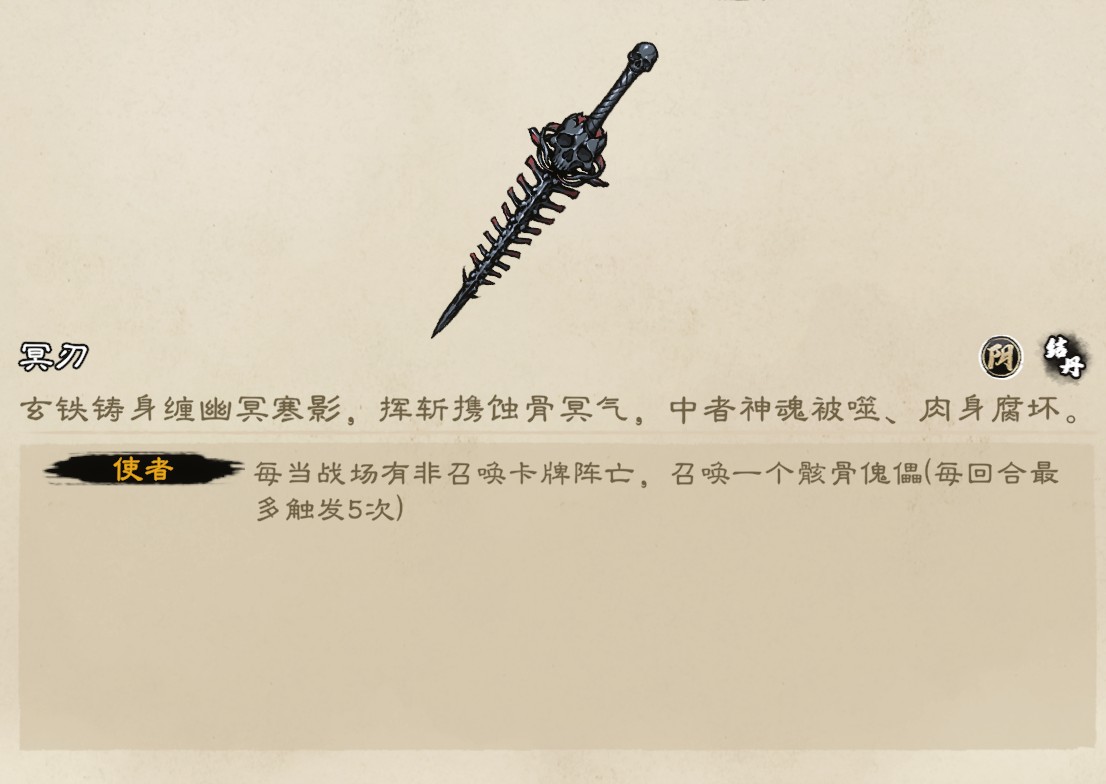 冥刃
阴
结丹
玄铁铸身缠幽冥寒影，挥斩携蚀骨冥气，中者神魂被噬、肉身腐坏。
使者
每当战场有非召唤卡牌阵亡，召唤一个骸骨傀儡(每回合最
多触发5次)